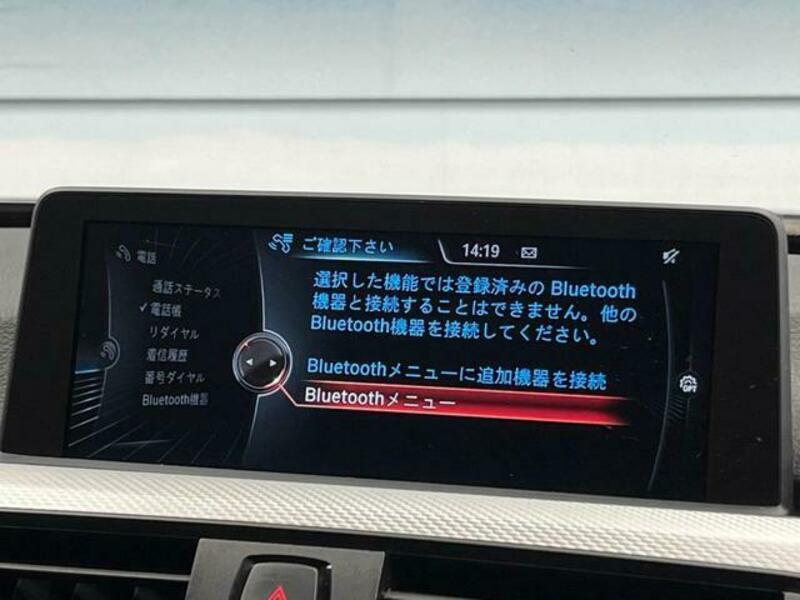 電話
通話ステータス
✓電話帳
リダイヤル
着信履歴
番号ダイヤル
Bluetooth機器
ご確認下さい
14:19
選択した機能では登録済みの Bluetooth
機器と接続することはできません。他の
Bluetooth機器を接続してください。
Bluetoothメニューに追加機器を接続
Bluetoothメニュー
OPT